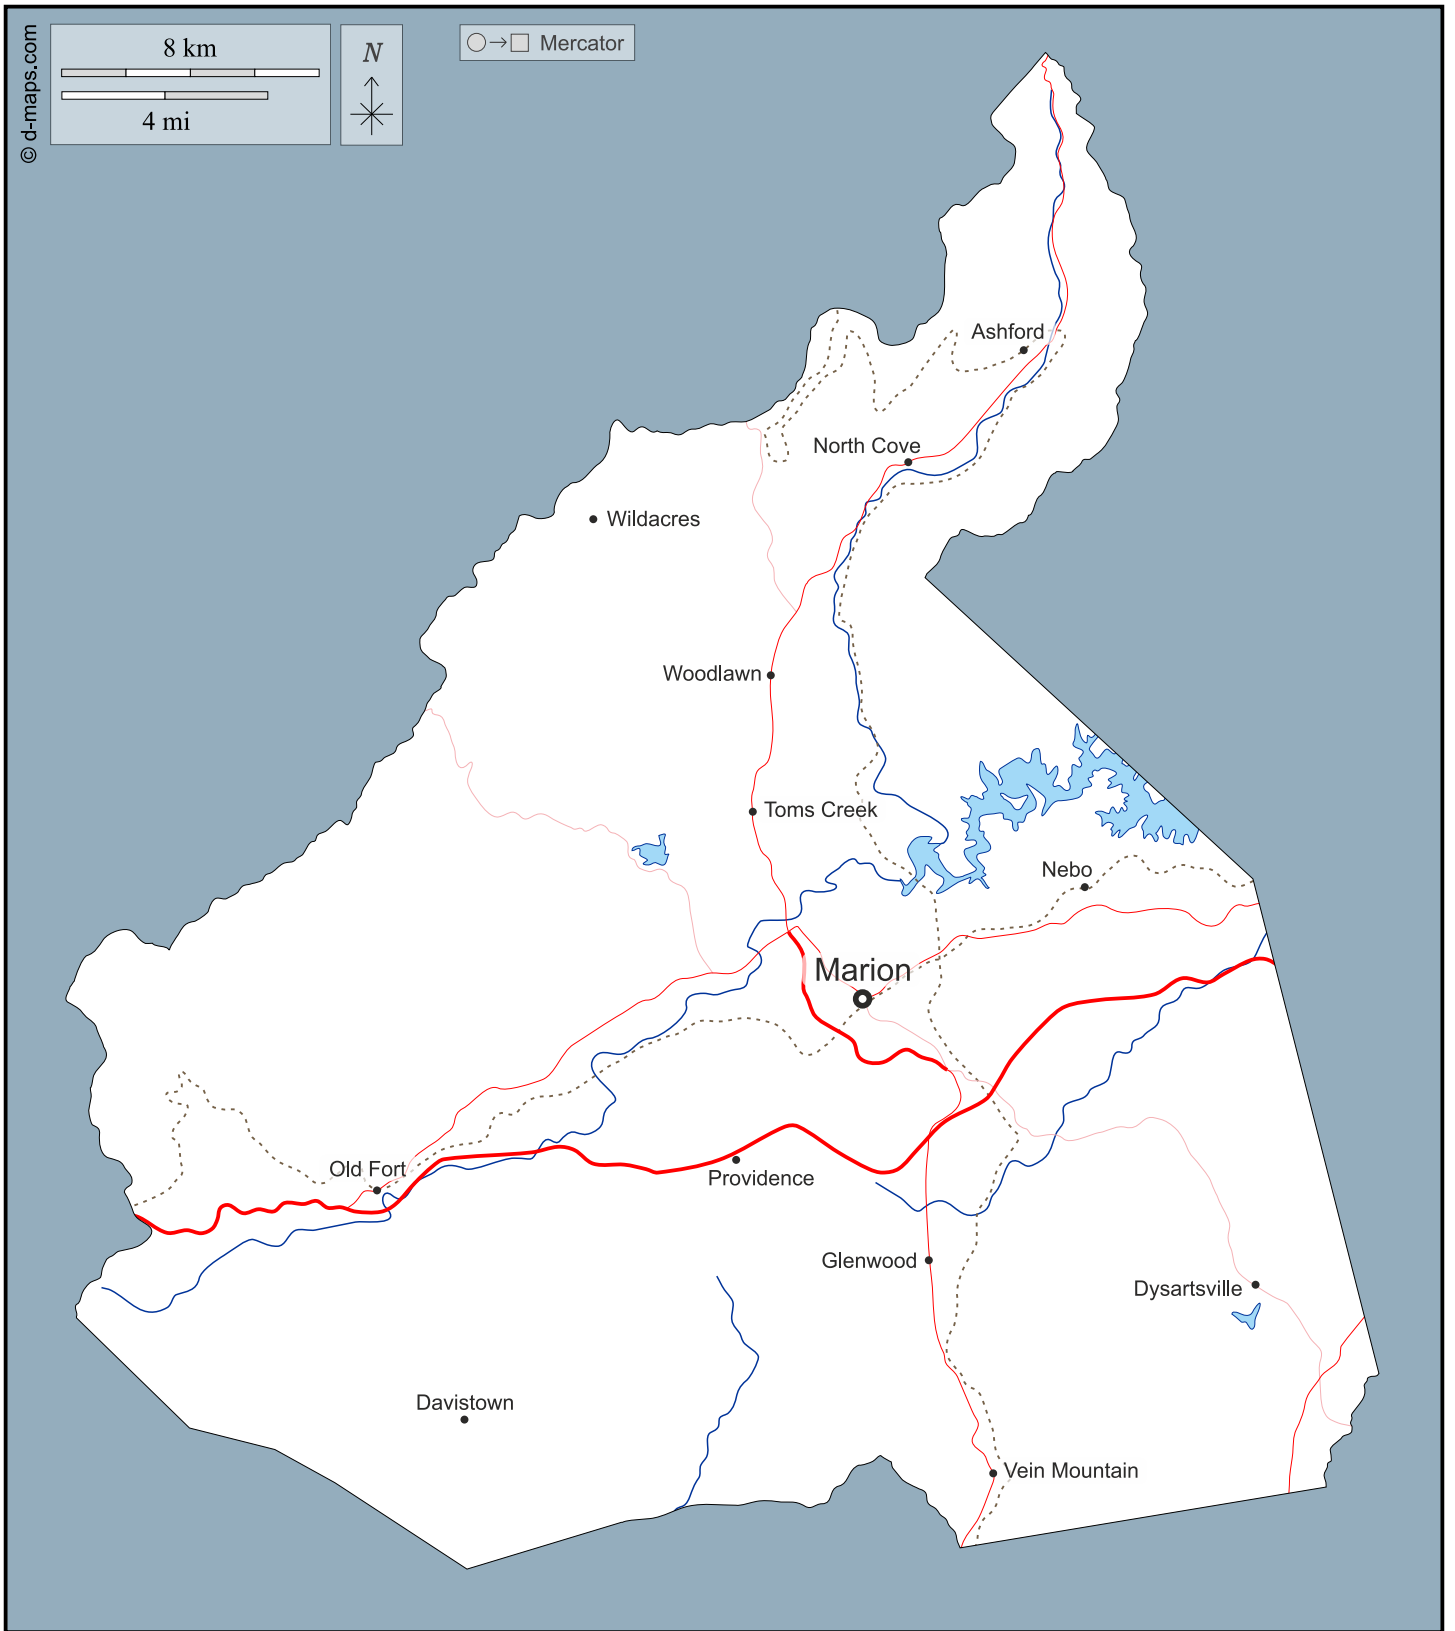 © d-maps.com
8 km
4 mi
N
Mercator
Ashford
North Cove
Wildacres
Woodlawn
Toms Creek
Nebo
Marion
Old Fort
Providence
Glenwood
Dysartsville
Davistown
Vein Mountain